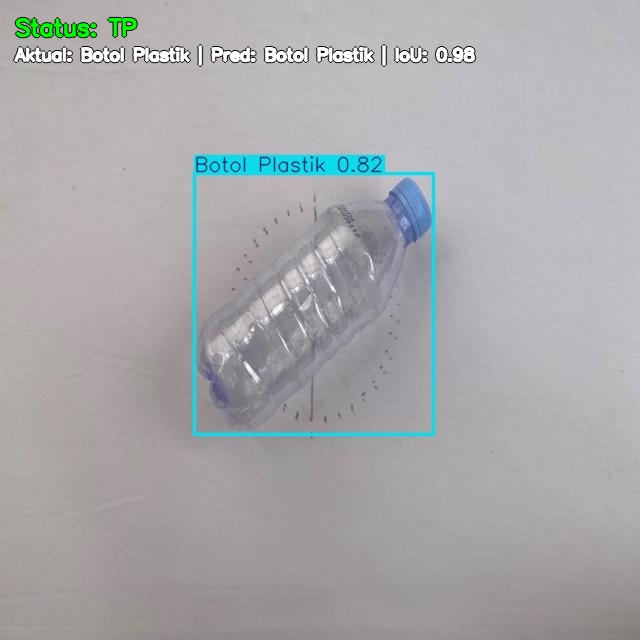 Status: TP
Aktual: Botol Plastik | Pred: Botol Plastik | IoU: 0.98
Botol Plastik 0.82